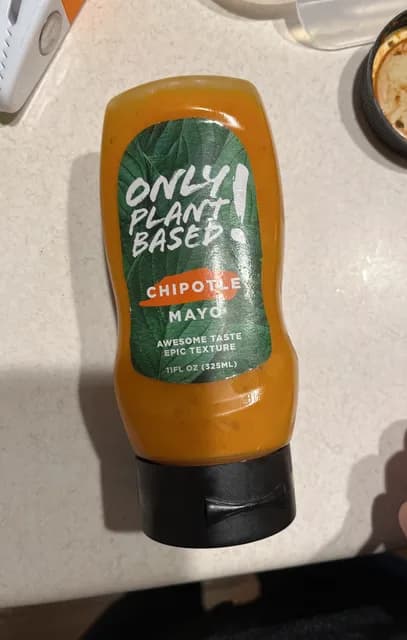 ONLY
PLANT
BASED!
CHIPOTLE
MAYO
AWESOME TASTE
EPIC TEXTURE
11FL OZ (325ML)